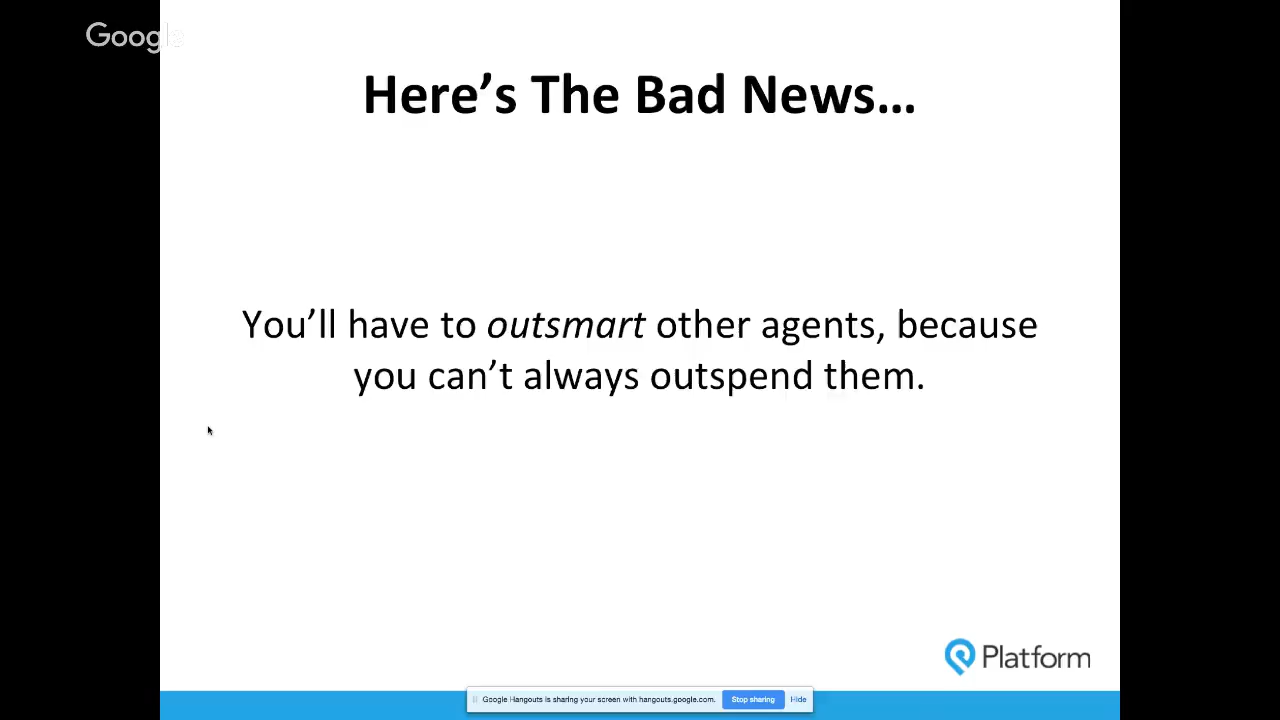 Google
Here's The Bad News…
You'll have to outsmart other agents, because
you can't always outspend them.
Platform
Google Hangouts is sharing your screen with hangouts.google.com.
Stop sharing
Hide